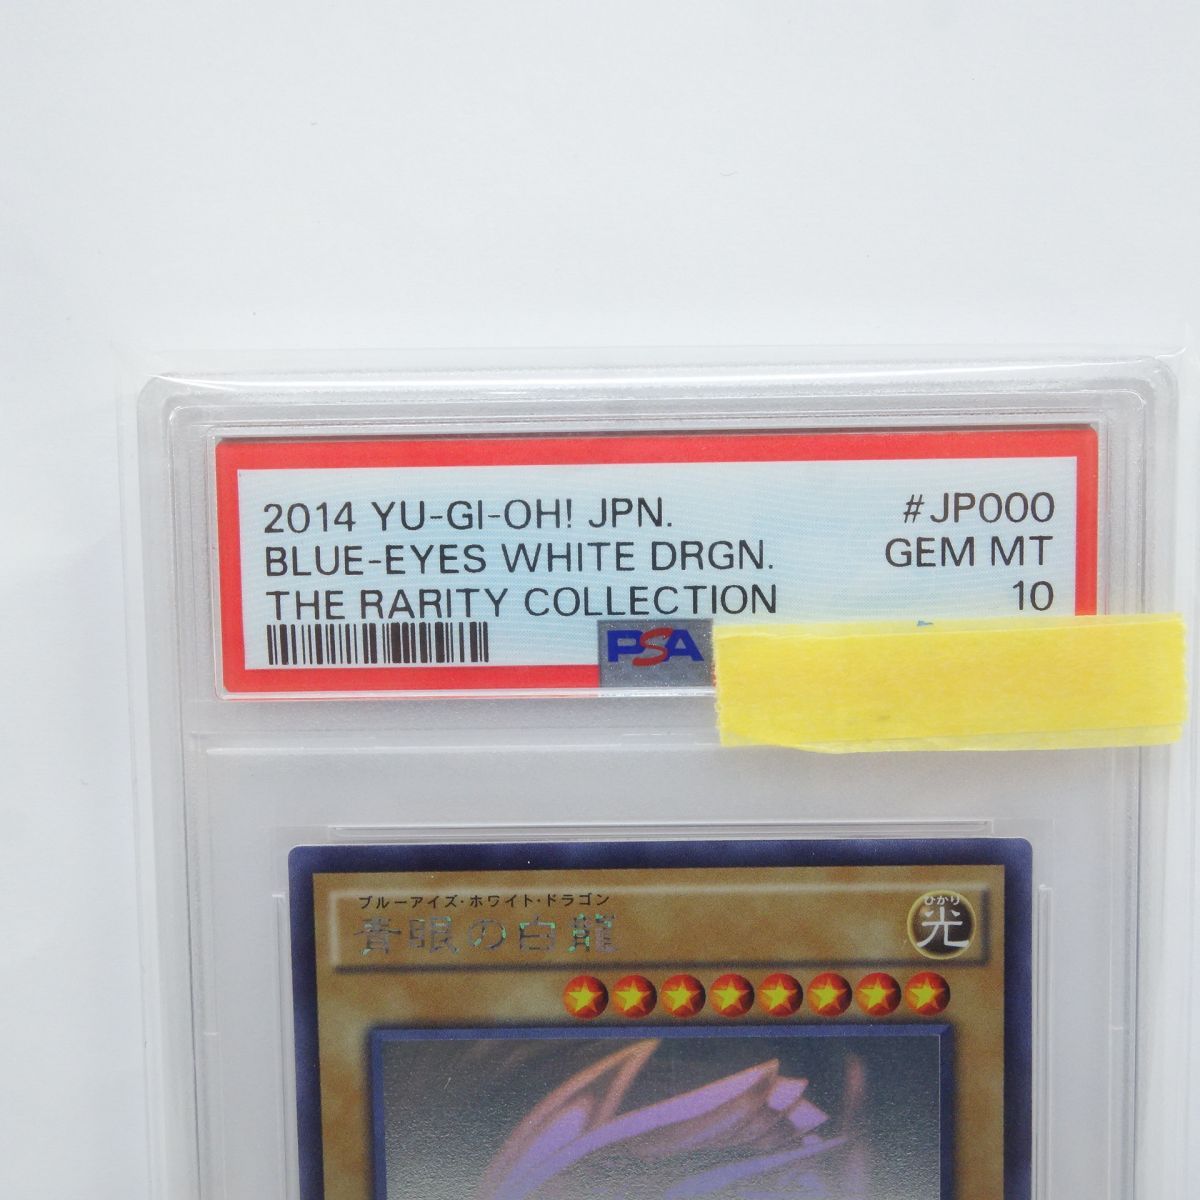 2014 YU-GI-OH! JPN.
#JP000
BLUE-EYES WHITE DRGN.
GEM MT
THE RARITY COLLECTION
10
PSA
ブルーアイズ・ホワイト・ドラゴン
青眼の白龍
ひかり
光